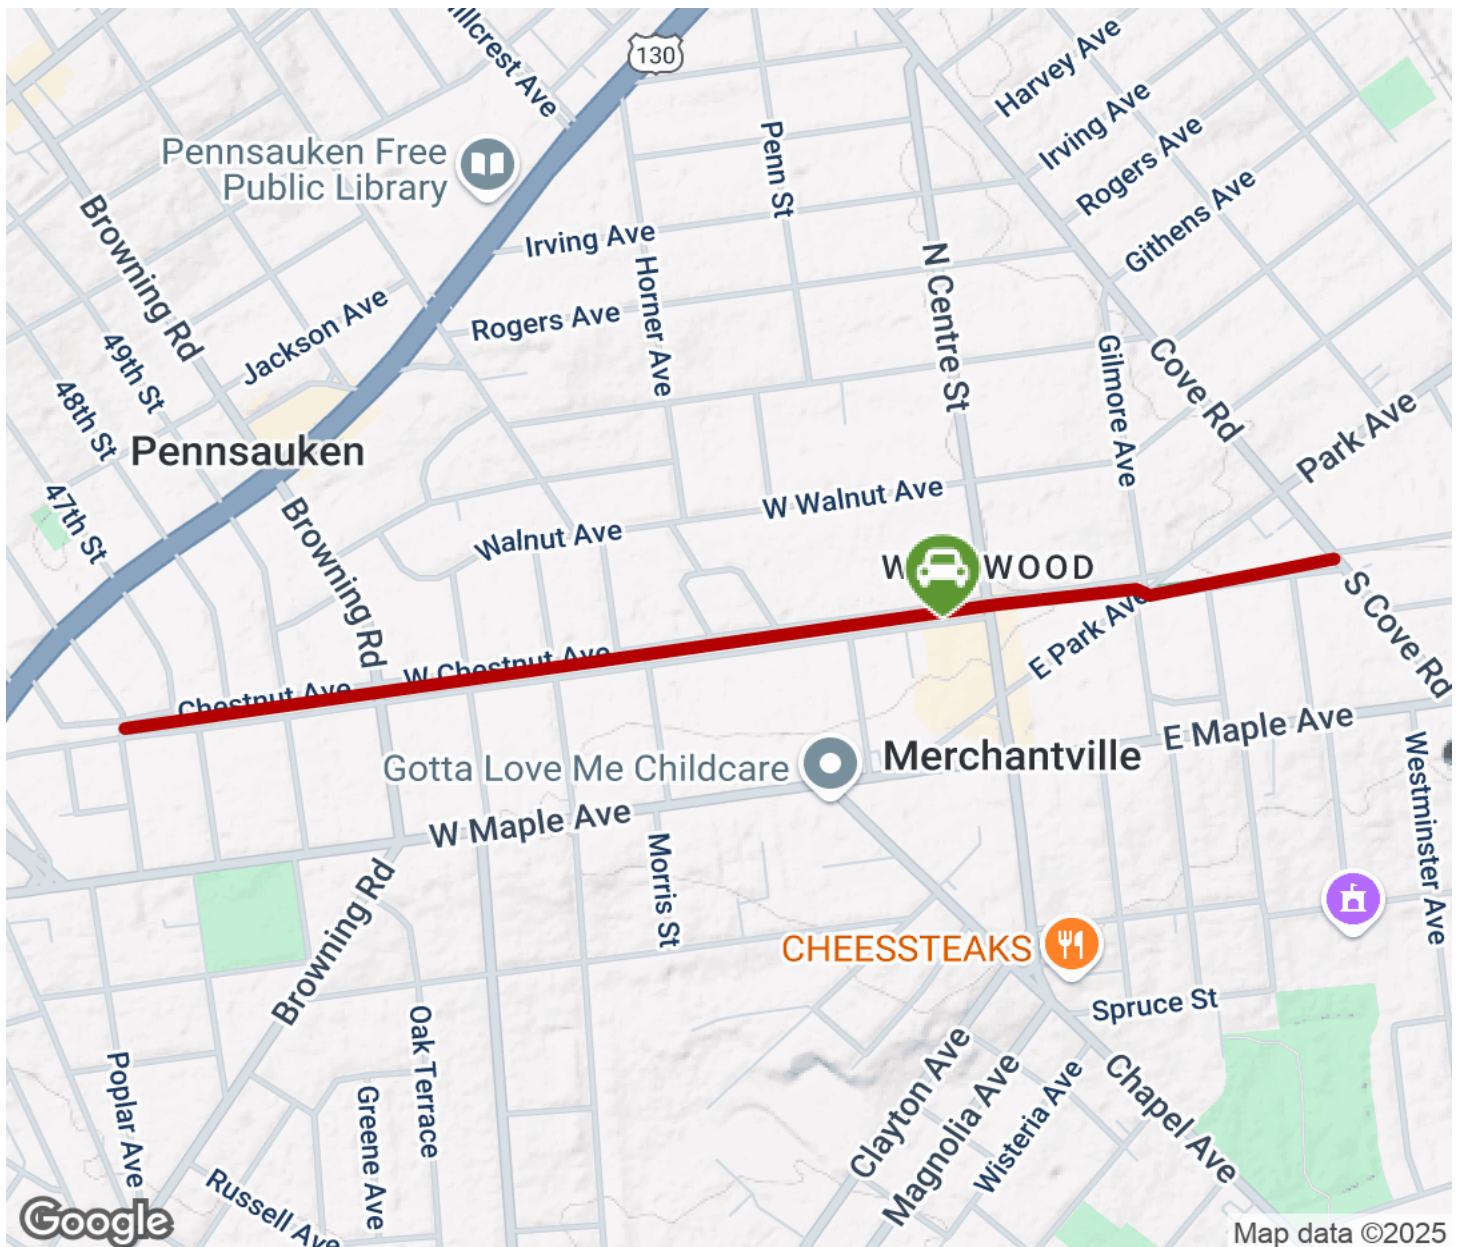 Hillcrest Ave
130
Harvey Ave
Irving Ave
Rogers Ave
Githens Ave
Penn St
Pennsauken Free
Public Library
Browning Rd
Irving Ave
Horner Ave
N Centre St
Jackson Ave
Rogers Ave
49th St
48th St
Gilmore Ave
Cove Rd
Park Ave
Pennsauken
47th St
Browning Rd
W Walnut Ave
Walnut Ave
WOOD
S Cove Rd
E Park Ave
W Chestnut Ave
Chestnut Ave
E Maple Ave
Merchantville
Gotta Love Me Childcare
Westminster Ave
W Maple Ave
Morris St
Browning Rd
CHEESSTEAKS
Spruce St
Oak Terrace
Poplar Ave
Greene Ave
Clayton Ave
Magnolia Ave
Wisteria Ave
Chapel Ave
Russell Ave
Google
Map data ©2025